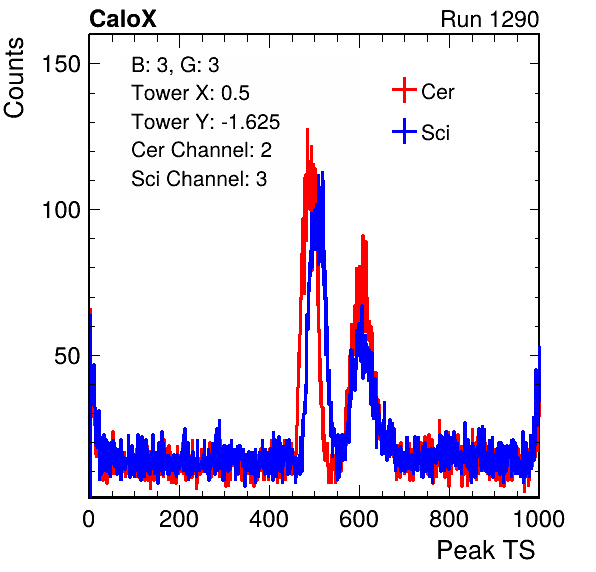 CaloX Run 1290
Counts
150
100
50
B: 3, G: 3
Tower X: 0.5
Tower Y: -1.625
Cer Channel: 2
Sci Channel: 3
Cer
Sci
0 200 400 600 800 1000
Peak TS